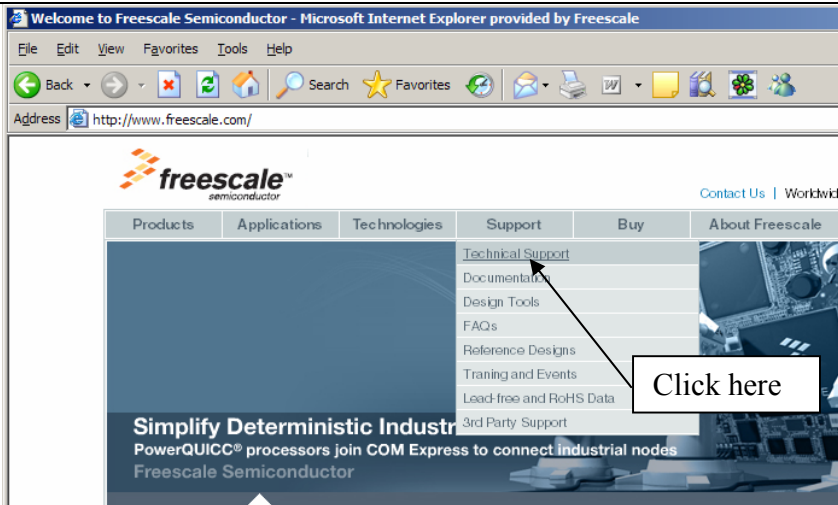 Welcome to Freescale Semiconductor - Microsoft Internet Explorer provided by Freescale
File Edit View Favorites Tools Help
Back Search Favorites
Address http://www.freescale.com/
freescale™
semiconductor
Contact Us | Worldwid
Products Applications Technologies Support Buy About Freescale
Technical Support
Documentation
Design Tools
FAQs
Reference Designs
Traning and Events
Lead-free and RoHS Data
3rd Party Support
Click here
Simplify Deterministic Industr
PowerQUICC® processors join COM Express to connect industrial nodes
Freescale Semiconductor